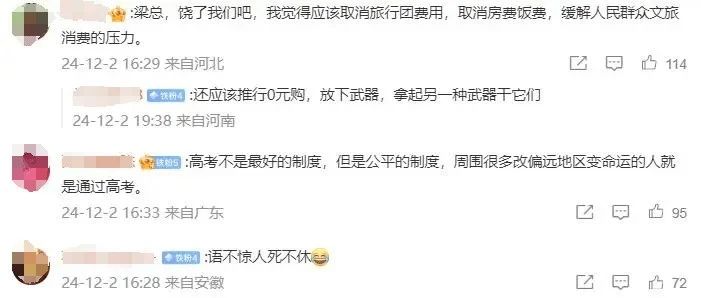 :梁总，饶了我们吧，我觉得应该取消旅行团费用，取消房费饭费，缓解人民群众文旅
消费的压力。
24-12-2 16:29 来自河北
114
铁粉4 :还应该推行0元购，放下武器，拿起另一种武器干它们
24-12-2 19:38 来自河南
铁粉5 :高考不是最好的制度，但是公平的制度，周围很多改偏远地区变命运的人就
是通过高考。
24-12-2 16:33 来自广东
95
铁粉4 :语不惊人死不休😂
24-12-2 16:28 来自安徽
72